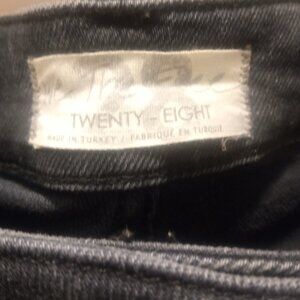 TWENTY - EIGHT
MADE IN TURKEY / FABRIQUE EN TURQUIE